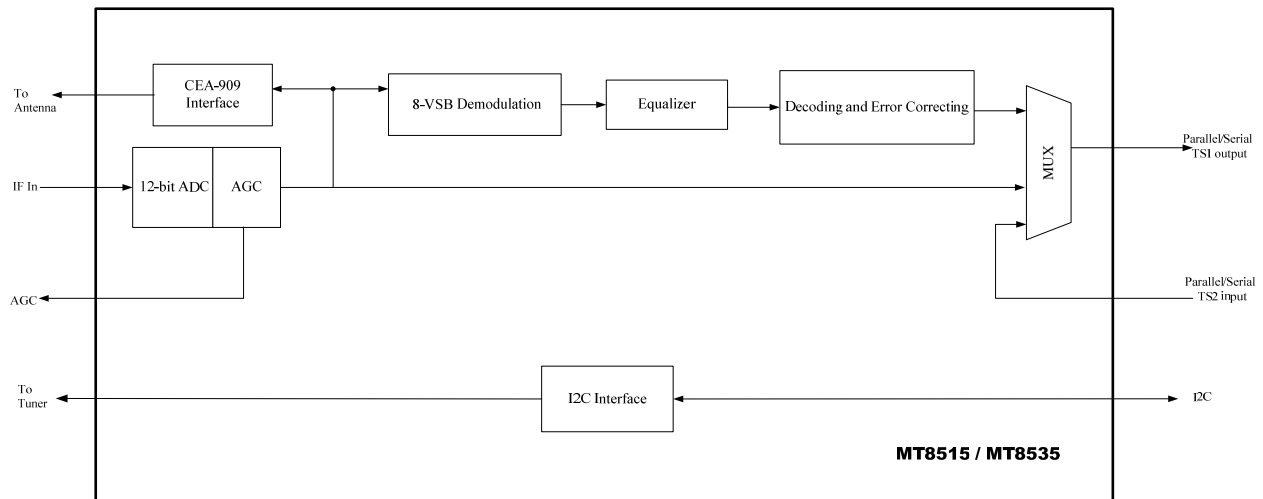 To
Antenna
CEA-909
Interface
8-VSB Demodulation
Equalizer
Decoding and Error Correcting
MUX
Parallel/Serial
TS1 output
IF In
12-bit ADC
AGC
AGC
Parallel/Serial
TS2 input
To
Tuner
I2C Interface
I2C
MT8515 / MT8535